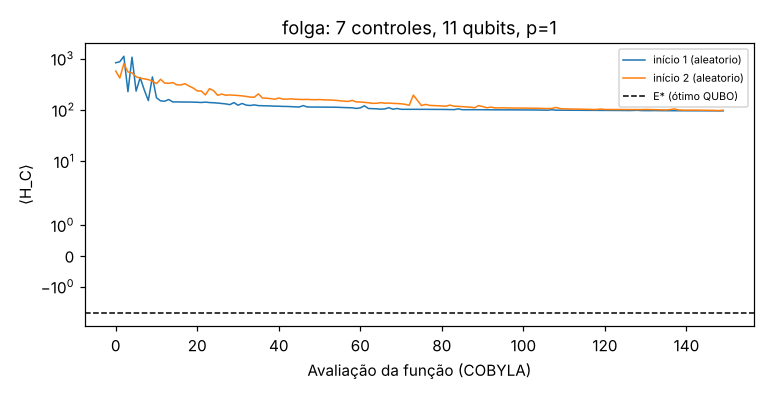 folga: 7 controles, 11 qubits, p=1
início 1 (aleatorio)
início 2 (aleatorio)
E* (ótimo QUBO)
⟨H_C⟩
10³
10²
10¹
10⁰
0
−10⁰
0 20 40 60 80 100 120 140
Avaliação da função (COBYLA)